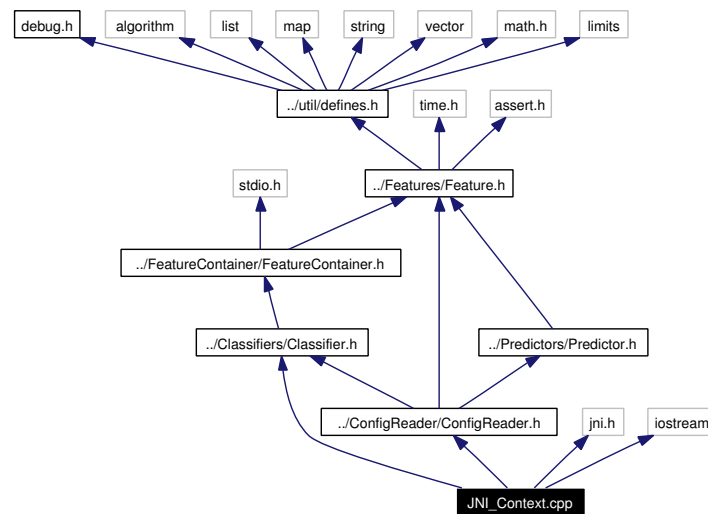 debug.h
algorithm
list
map
string
vector
math.h
limits
../util/defines.h
time.h
assert.h
stdio.h
../Features/Feature.h
../FeatureContainer/FeatureContainer.h
../Classifiers/Classifier.h
../Predictors/Predictor.h
../ConfigReader/ConfigReader.h
jni.h
iostream
JNI_Context.cpp